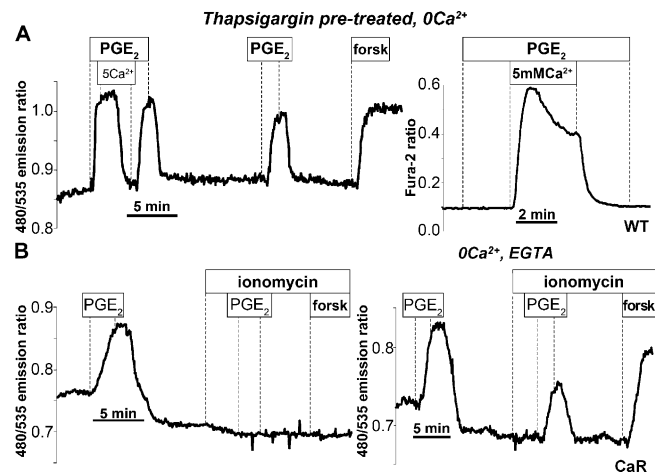 Thapsigargin pre-treated, 0Ca²⁺
A
PGE₂
5Ca²⁺
PGE₂
forsk
480/535 emission ratio
1.0
0.9
0.8
5 min
PGE₂
5mMCa²⁺
Fura-2 ratio
0.6
0.4
0.2
0.0
2 min
WT
B
0Ca²⁺, EGTA
ionomycin
PGE₂
PGE₂
forsk
480/535 emission ratio
0.9
0.8
0.7
5 min
ionomycin
PGE₂
PGE₂
forsk
480/535 emission ratio
0.8
0.7
5 min
CaR